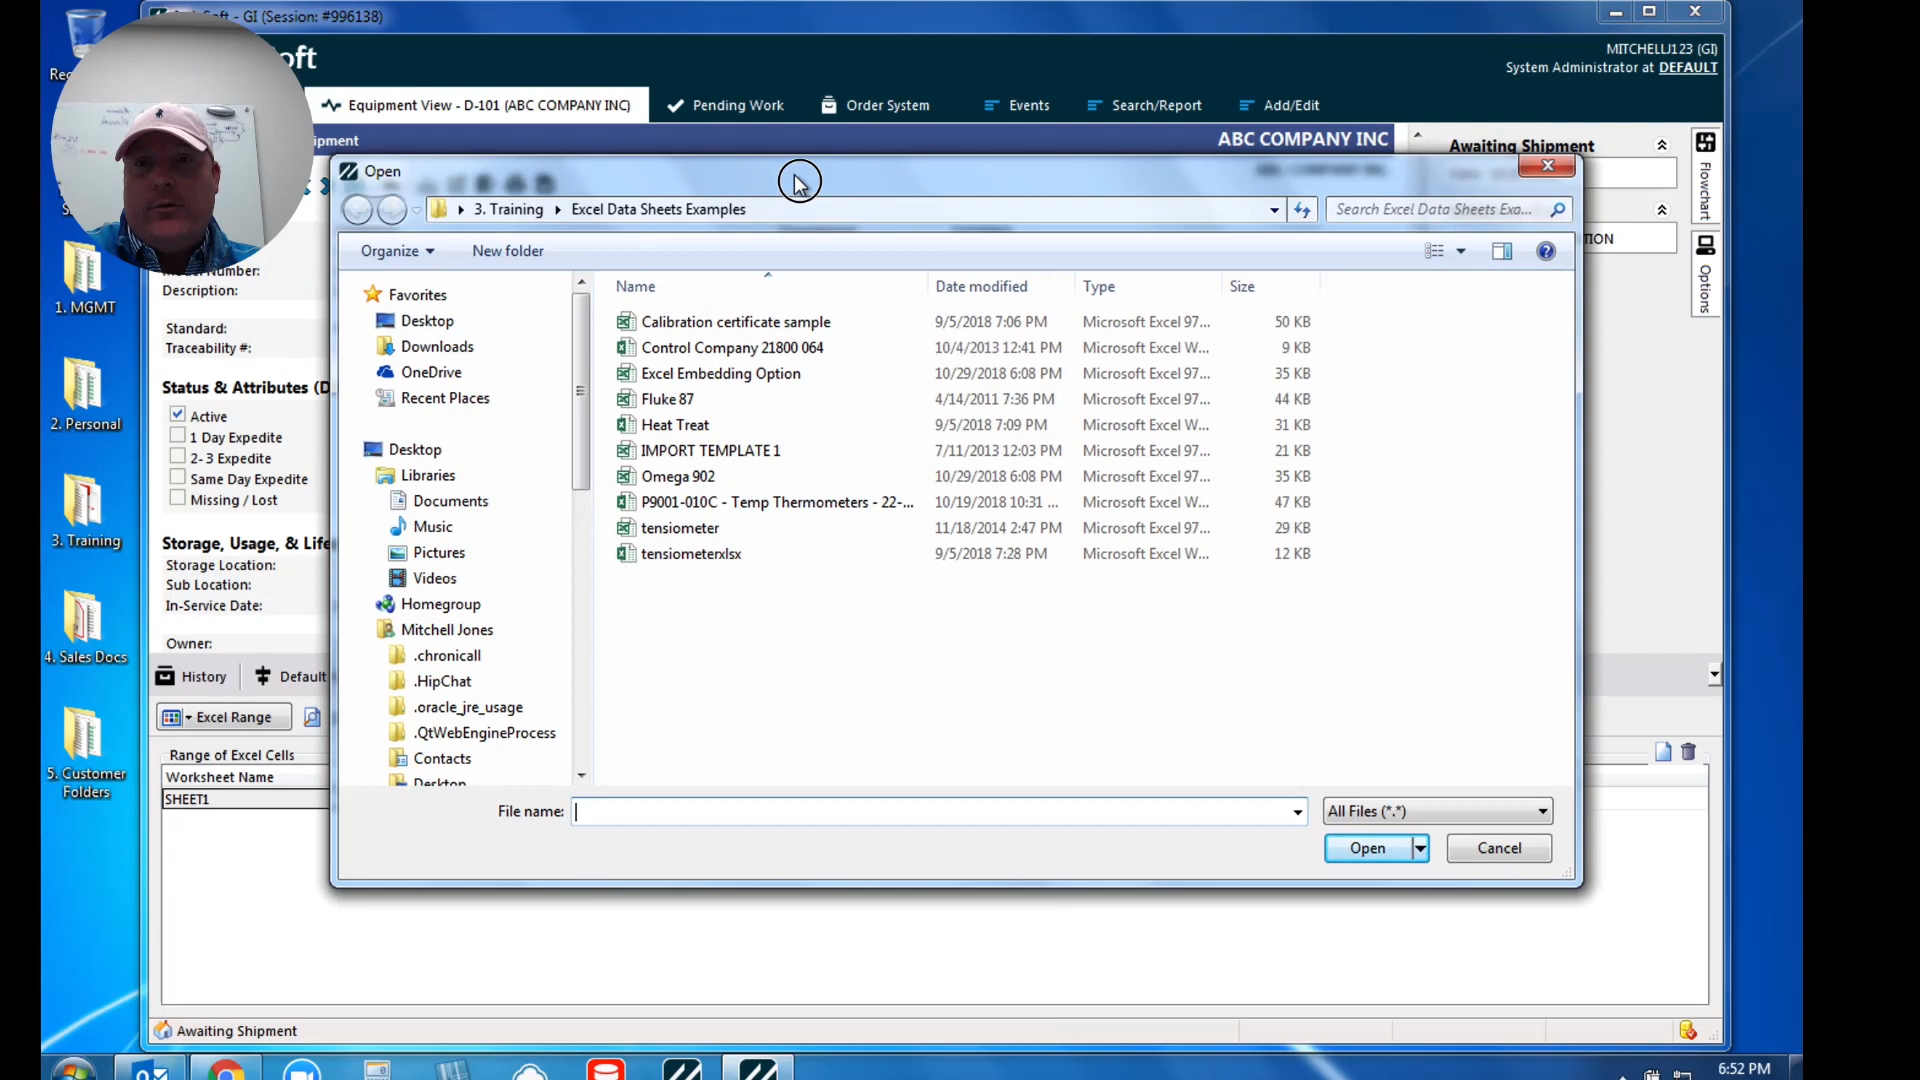 Soft - GI (Session: #996138)
MITCHELLJ123 (GI)
System Administrator at DEFAULT
Equipment View - D-101 (ABC COMPANY INC)
Pending Work
Order System
Events
Search/Report
Add/Edit
ABC COMPANY INC
Awaiting Shipment
Open
3. Training
Excel Data Sheets Examples
Search Excel Data Sheets Exa...
Flowchart
Options
Organize
New folder
Name
Date modified
Type
Size
Calibration certificate sample 9/5/2018 7:06 PM Microsoft Excel 97... 50 KB
Control Company 21800 064 10/4/2013 12:41 PM Microsoft Excel W... 9 KB
Excel Embedding Option 10/29/2018 6:08 PM Microsoft Excel 97... 35 KB
Fluke 87 4/14/2011 7:36 PM Microsoft Excel 97... 44 KB
Heat Treat 9/5/2018 7:09 PM Microsoft Excel W... 31 KB
IMPORT TEMPLATE 1 7/11/2013 12:03 PM Microsoft Excel 97... 21 KB
Omega 902 10/29/2018 6:08 PM Microsoft Excel 97... 35 KB
P9001-010C - Temp Thermometers - 22-... 10/19/2018 10:31 ... Microsoft Excel W... 47 KB
tensiometer 11/18/2014 2:47 PM Microsoft Excel 97... 29 KB
tensiometerxlsx 9/5/2018 7:28 PM Microsoft Excel W... 12 KB
Favorites
Desktop
Downloads
OneDrive
Recent Places
Desktop
Libraries
Documents
Music
Pictures
Videos
Homegroup
Mitchell Jones
.chronicall
.HipChat
.oracle_jre_usage
.QtWebEngineProcess
Contacts
Desktop
File name:
All Files (*.*)
Open
Cancel
Description:
Standard:
Traceability #:
Status & Attributes (D
Active
1 Day Expedite
2- 3 Expedite
Same Day Expedite
Missing / Lost
Storage, Usage, & Life
Storage Location:
Sub Location:
In-Service Date:
Owner:
History
Default
Excel Range
Range of Excel Cells
Worksheet Name
SHEET1
Awaiting Shipment
1. MGMT
2. Personal
3. Training
4. Sales Docs
5. Customer
Folders
6:52 PM